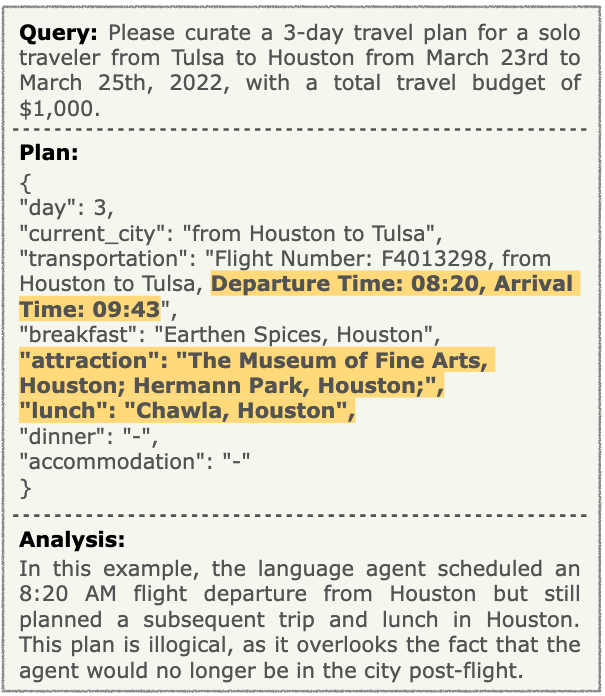 Query: Please curate a 3-day travel plan for a solo
traveler from Tulsa to Houston from March 23rd to
March 25th, 2022, with a total travel budget of
$1,000.
Plan:
{
"day": 3,
"current_city": "from Houston to Tulsa",
"transportation": "Flight Number: F4013298, from
Houston to Tulsa, Departure Time: 08:20, Arrival
Time: 09:43",
"breakfast": "Earthen Spices, Houston",
"attraction": "The Museum of Fine Arts,
Houston; Hermann Park, Houston;",
"lunch": "Chawla, Houston",
"dinner": "-",
"accommodation": "-"
}
Analysis:
In this example, the language agent scheduled an
8:20 AM flight departure from Houston but still
planned a subsequent trip and lunch in Houston.
This plan is illogical, as it overlooks the fact that the
agent would no longer be in the city post-flight.